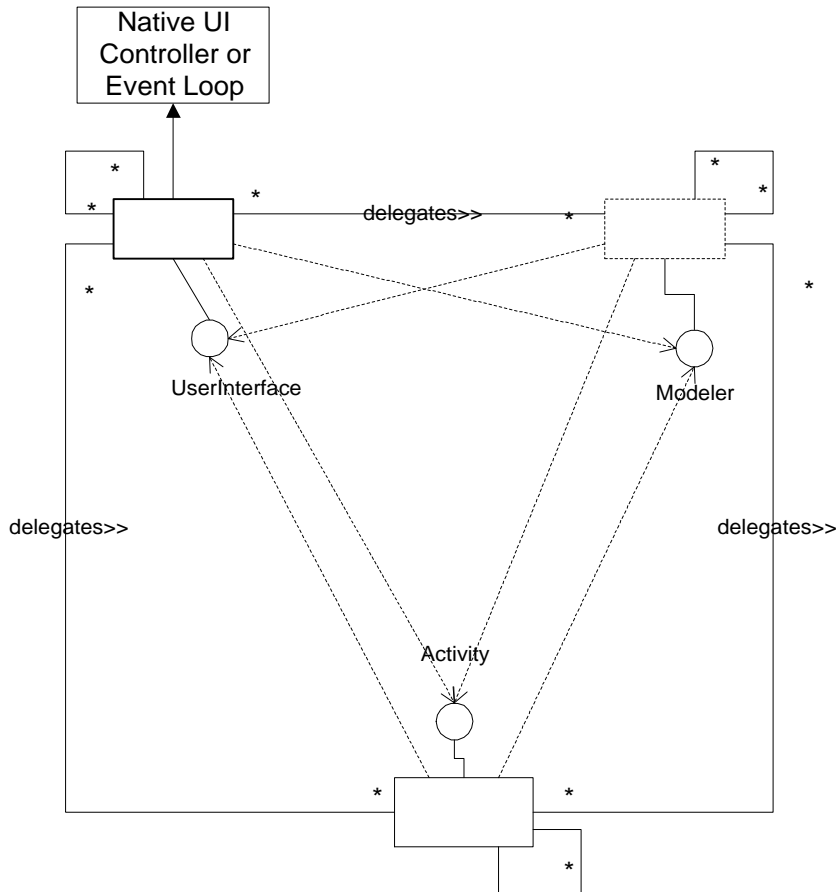 Native UI
Controller or
Event Loop
*
*
*
*
*
delegates>>
*
*
*
UserInterface
Modeler
delegates>>
delegates>>
Activity
*
*
*